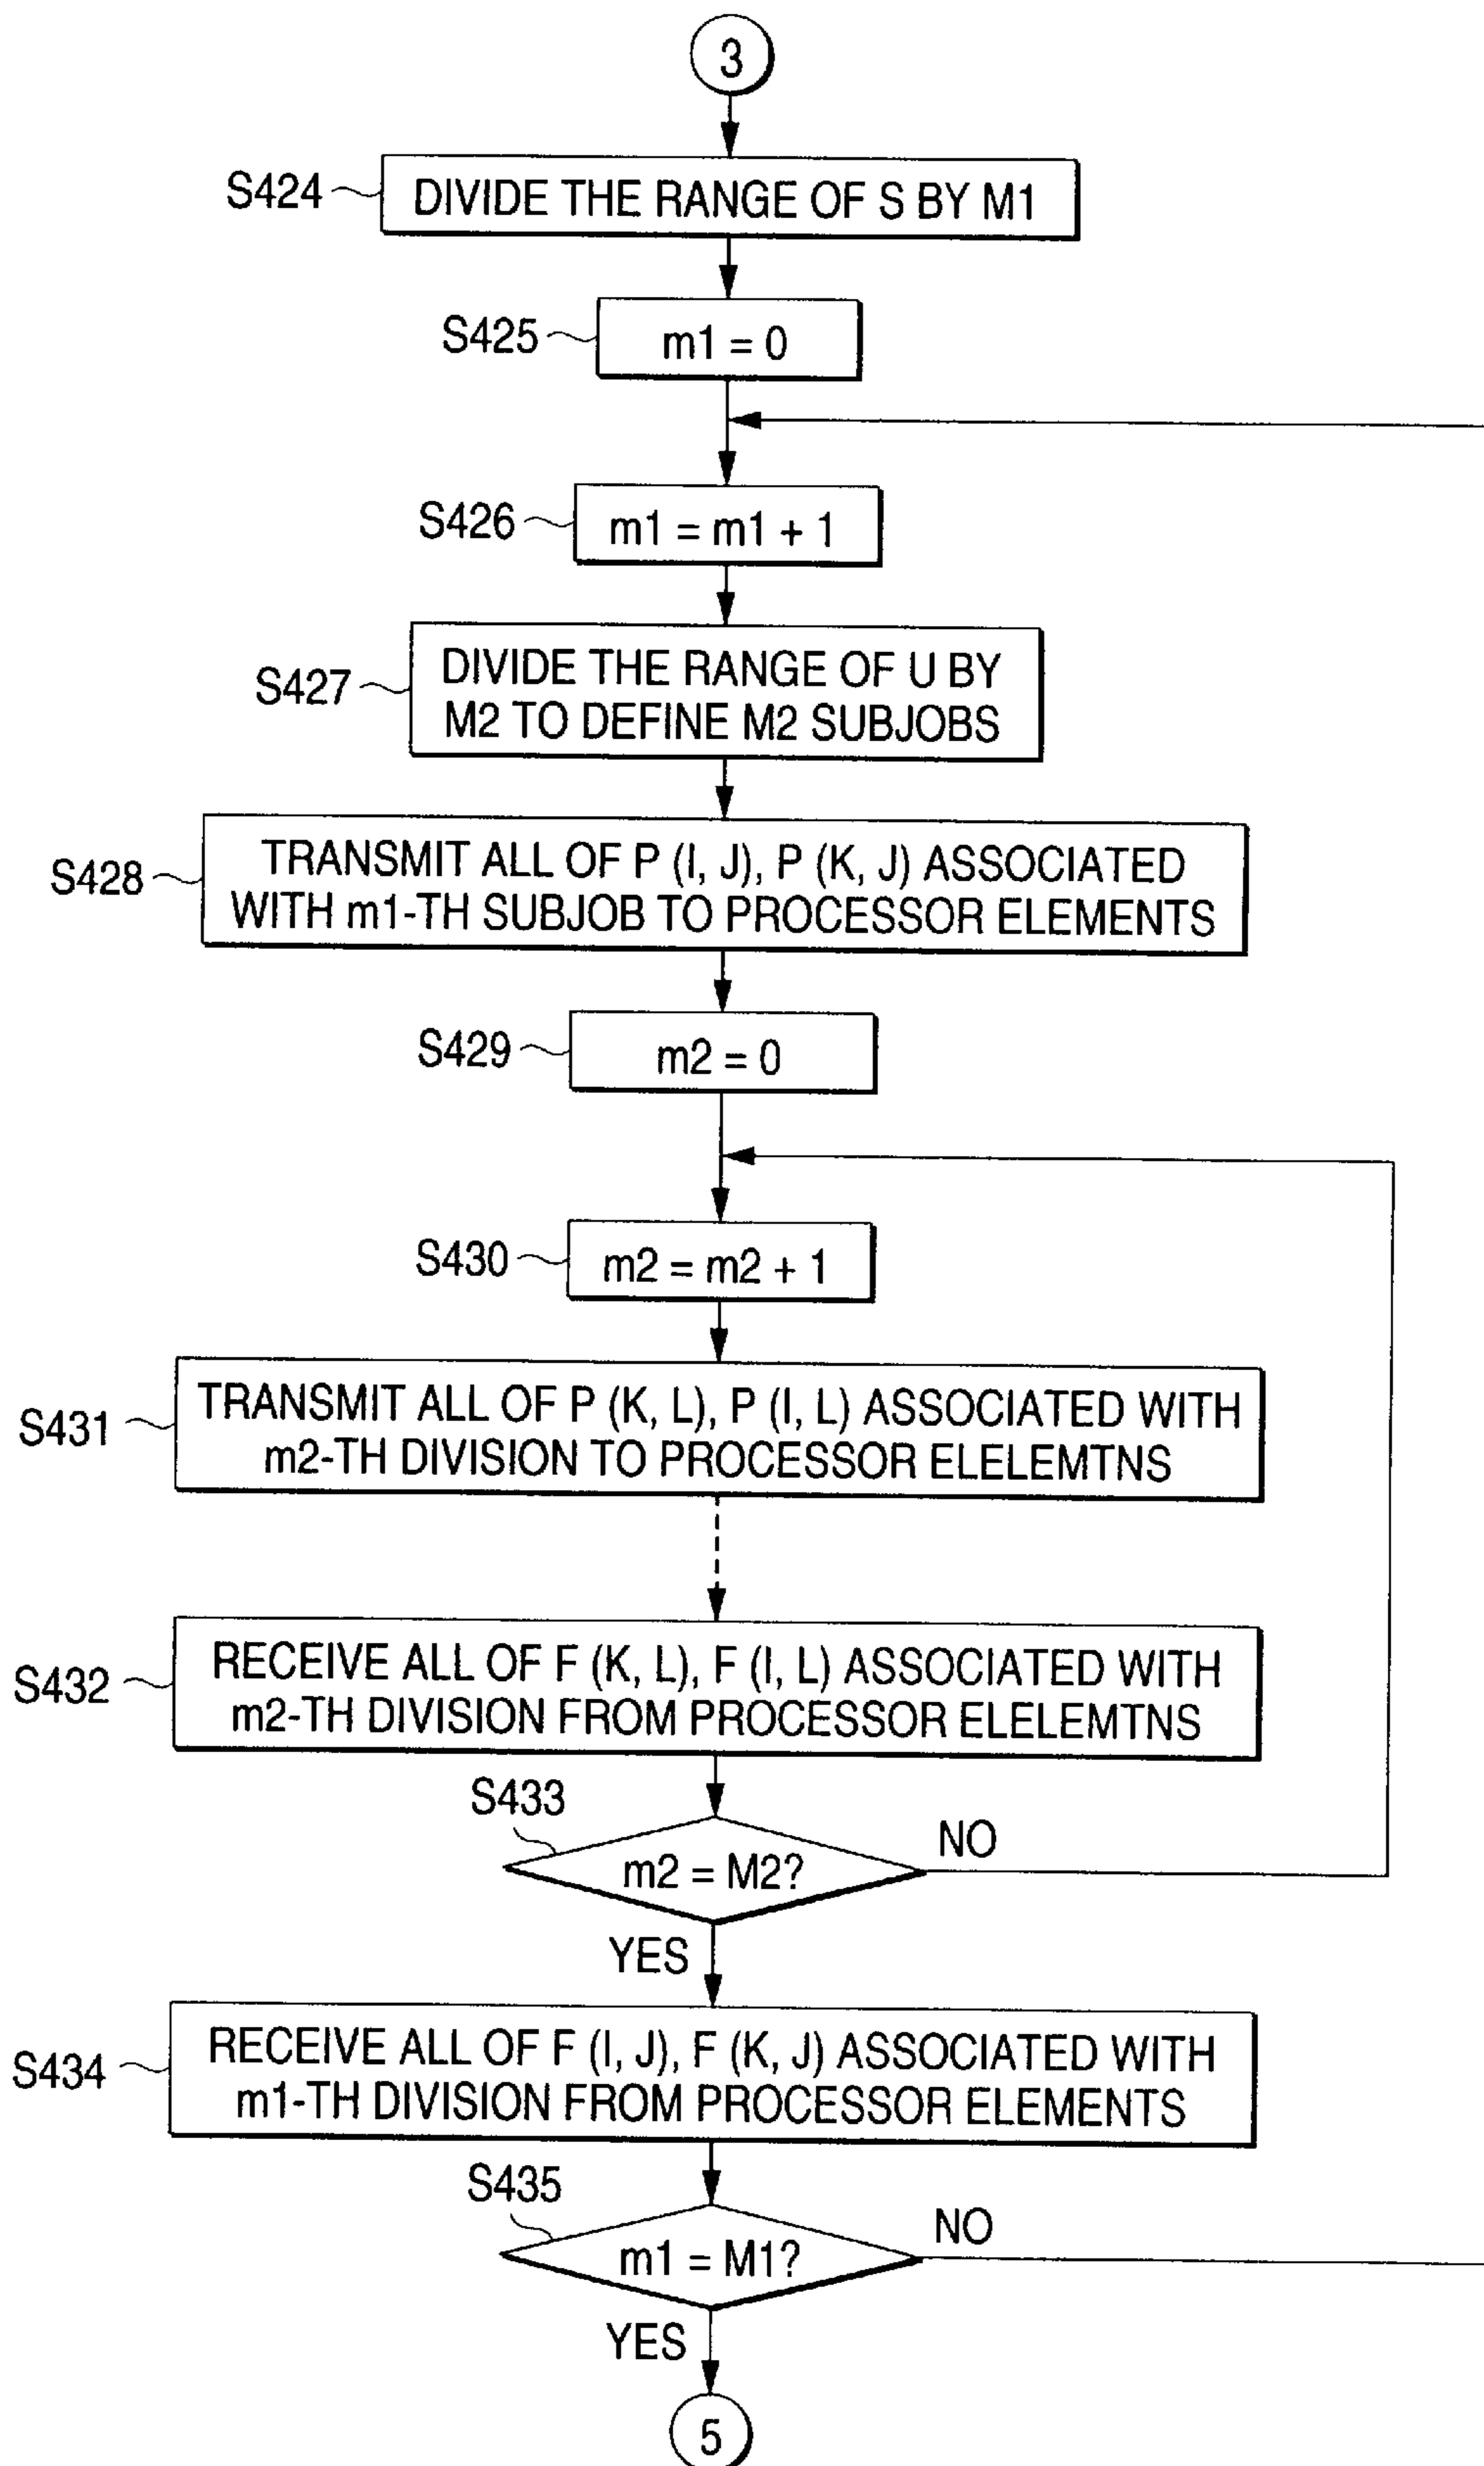 3
S424
DIVIDE THE RANGE OF S BY M1
S425
m1 = 0
S426
m1 = m1 + 1
S427
DIVIDE THE RANGE OF U BY
M2 TO DEFINE M2 SUBJOBS
S428
TRANSMIT ALL OF P (I, J), P (K, J) ASSOCIATED
WITH m1-TH SUBJOB TO PROCESSOR ELEMENTS
S429
m2 = 0
S430
m2 = m2 + 1
S431
TRANSMIT ALL OF P (K, L), P (I, L) ASSOCIATED WITH
m2-TH DIVISION TO PROCESSOR ELELEMTNS
S432
RECEIVE ALL OF F (K, L), F (I, L) ASSOCIATED WITH
m2-TH DIVISION FROM PROCESSOR ELELEMTNS
S433
m2 = M2?
NO
YES
S434
RECEIVE ALL OF F (I, J), F (K, J) ASSOCIATED WITH
m1-TH DIVISION FROM PROCESSOR ELEMENTS
S435
m1 = M1?
NO
YES
5